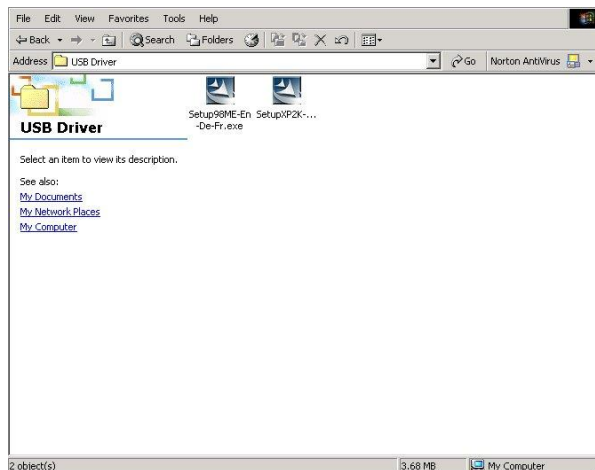 File Edit View Favorites Tools Help
Back Search Folders
Address USB Driver Go Norton AntiVirus
USB Driver
Select an item to view its description.
See also:
My Documents
My Network Places
My Computer
Setup98ME-En
-De-Fr.exe
SetupXP2K-...
2 object(s) 3.68 MB My Computer